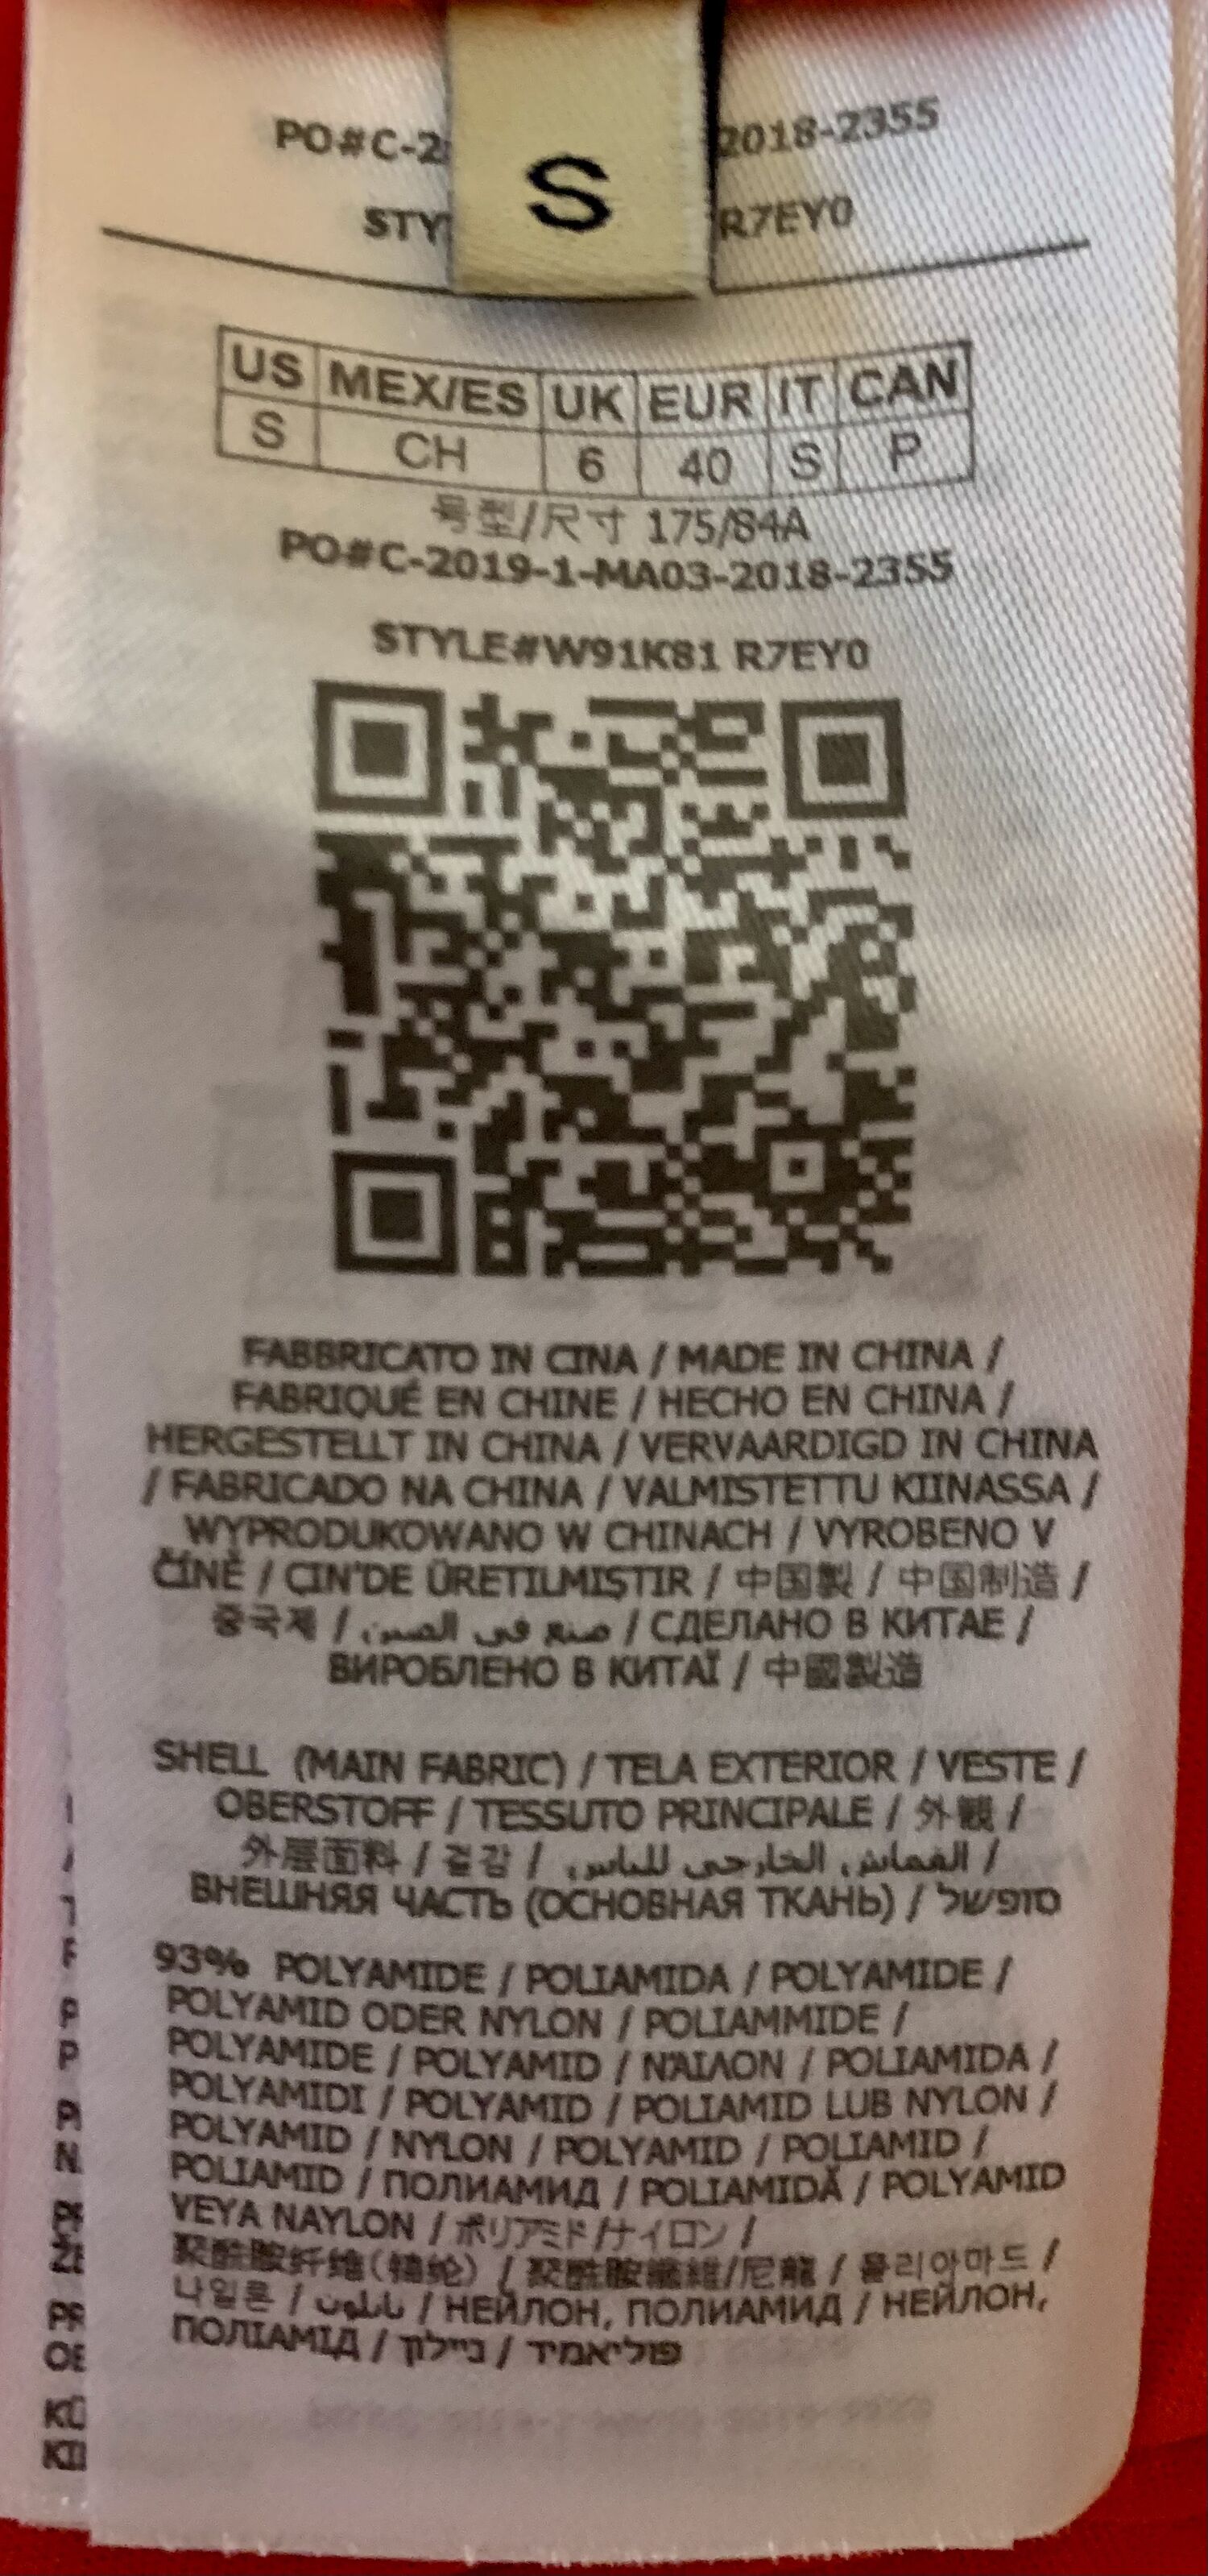 PO#C-2 2018-2355
S
STY R7EY0
US MEX/ES UK EUR IT CAN
S CH 6 40 S P
号型/尺寸 175/84A
PO#C-2019-1-MA03-2018-2355
STYLE#W91K81 R7EY0
FABBRICATO IN CINA / MADE IN CHINA /
FABRIQUÉ EN CHINE / HECHO EN CHINA /
HERGESTELLT IN CHINA / VERVAARDIGD IN CHINA
/ FABRICADO NA CHINA / VALMISTETTU KIINASSA /
WYPRODUKOWANO W CHINACH / VYROBENO V
ČÍNĚ / ÇIN'DE ÜRETILMIŞTIR / 中国製 / 中国制造 /
중국제 / صنع في الصين / СДЕЛАНО В КИТАЕ /
ВИРОБЛЕНО В КИТАЇ / 中國製造
SHELL (MAIN FABRIC) / TELA EXTERIOR / VESTE /
OBERSTOFF / TESSUTO PRINCIPALE / 外観 /
外层面料 / 겉감 / القماش الخارجي للباس /
ВНЕШНЯЯ ЧАСТЬ (ОСНОВНАЯ ТКАНЬ) / סופשל
93% POLYAMIDE / POLIAMIDA / POLYAMIDE /
POLYAMID ODER NYLON / POLIAMMIDE /
POLYAMIDE / POLYAMID / ΝΆΙΛΟΝ / POLIAMIDA /
POLYAMIDI / POLYAMID / POLIAMID LUB NYLON /
POLYAMID / NYLON / POLYAMID / POLIAMID /
POLIAMID / ПОЛИАМИД / POLIAMIDĂ / POLYAMID
VEYA NAYLON / ポリアミド/ナイロン /
聚酰胺纤维(锦纶) / 聚酰胺纖維/尼龍 / 폴리아마드 /
나일론 / نايلون / НЕЙЛОН, ПОЛИАМИД / НЕЙЛОН,
ПОЛІАМІД / פוליאמיד / ניילון